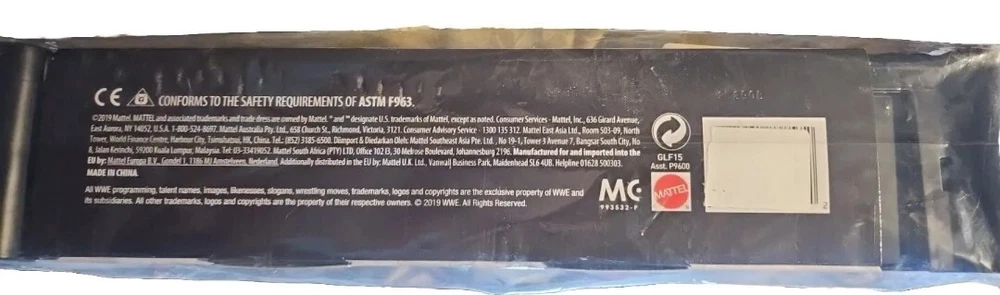 CE CONFORMS TO THE SAFETY REQUIREMENTS OF ASTM F963.
©2019 Mattel. MATTEL and associated trademarks and trade dress are owned by Mattel. ® and ™ designate U.S. trademarks of Mattel, except as noted. Consumer Services - Mattel, Inc., 636 Girard Avenue,
East Aurora, NY 14052, U.S.A. 1-800-524-8697. Mattel Australia Pty. Ltd., 658 Church St., Richmond, Victoria, 3121. Consumer Advisory Service - 1300 135 312. Mattel East Asia Ltd., Room 503-09, North
Tower, World Finance Centre, Harbour City, Tsimshatsui, HK, China. Tel.: (852) 3185-6500. Diimport & Diedarkan Oleh: Mattel Southeast Asia Pte. Ltd., No 19-1, Tower 3 Avenue 7, Bangsar South City, No
8, Jalan Kerinchi, 59200 Kuala Lumpur, Malaysia. Tel: 03-33419052. Mattel South Africa (PTY) LTD, Office 102 I3, 30 Melrose Boulevard, Johannesburg 2196. Manufactured for and imported into the
EU by: Mattel Europa B.V., Gondel 1, 1186 MJ Amstelveen, Nederland. Additionally distributed in the EU by: Mattel U.K. Ltd., Vanwall Business Park, Maidenhead SL6 4UB. Helpline 01628 500303.
MADE IN CHINA.
All WWE programming, talent names, images, likenesses, slogans, wrestling moves, trademarks, logos and copyrights are the exclusive property of WWE and
its subsidiaries. All other trademarks, logos and copyrights are the property of their respective owners. © 2019 WWE. All Rights Reserved.
GLF15
Asst. P9600
MC
993532-F
MATTEL